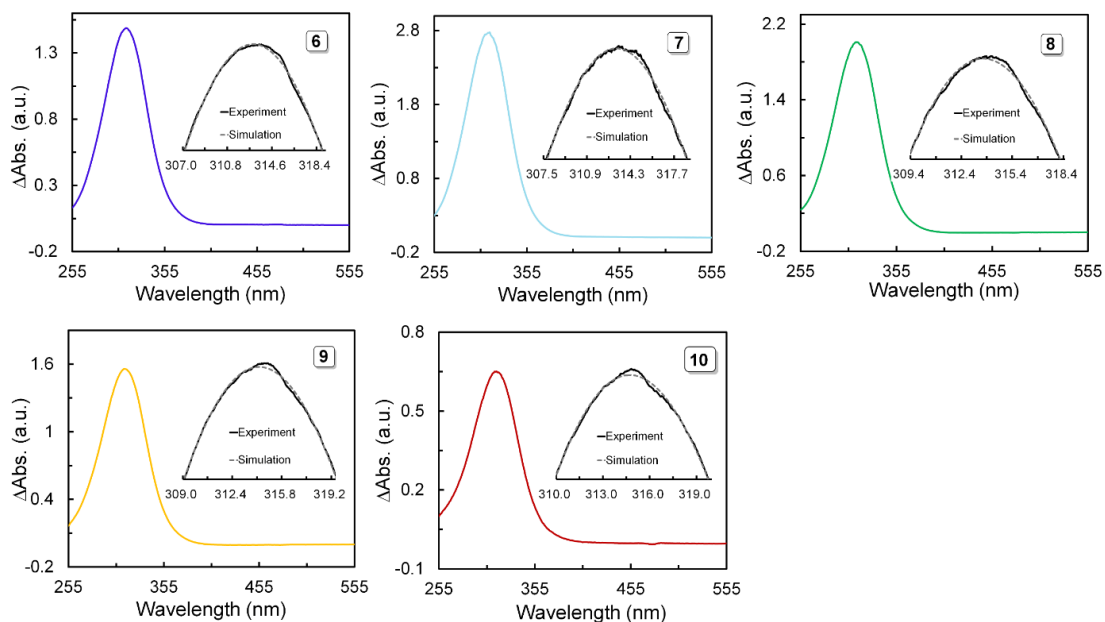 6
ΔAbs. (a.u.)
1.3
0.8
0.3
-0.2
Experiment
Simulation
307.0 310.8 314.6 318.4
255 355 455 555
Wavelength (nm)
7
ΔAbs. (a.u.)
2.8
1.8
0.8
-0.2
Experiment
Simulation
307.5 310.9 314.3 317.7
255 355 455 555
Wavelength (nm)
8
ΔAbs. (a.u.)
2.2
1.4
0.6
-0.2
Experiment
Simulation
309.4 312.4 315.4 318.4
255 355 455 555
Wavelength (nm)
9
ΔAbs. (a.u.)
1.6
1
0.4
-0.2
Experiment
Simulation
309.0 312.4 315.8 319.2
255 355 455 555
Wavelength (nm)
10
ΔAbs. (a.u.)
0.8
0.5
0.2
-0.1
Experiment
Simulation
310.0 313.0 316.0 319.0
255 355 455 555
Wavelength (nm)